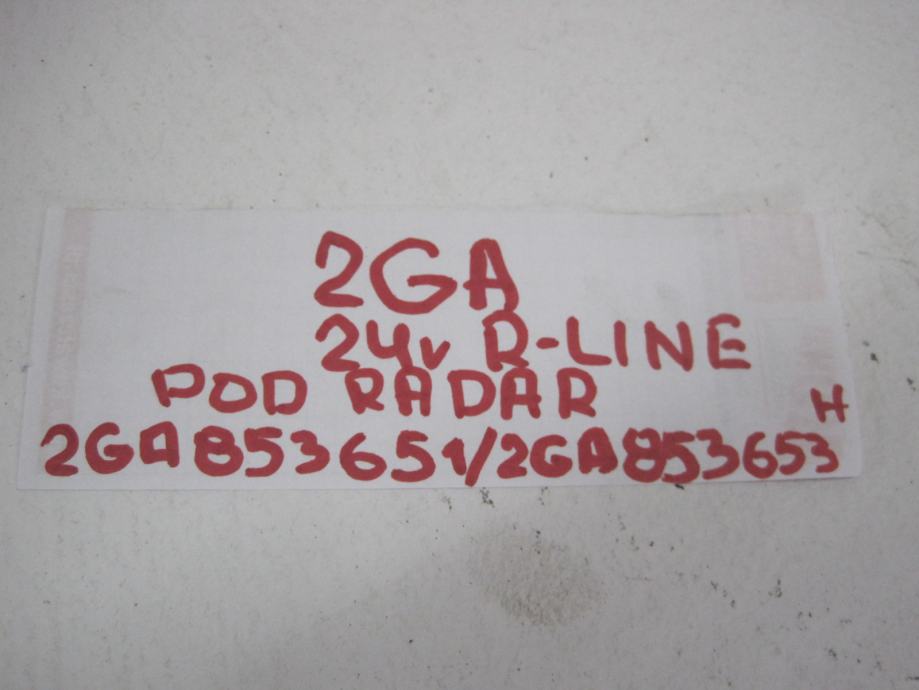 2GA
24v R-LINE
POD RADAR H
2GA853651/2GA853653